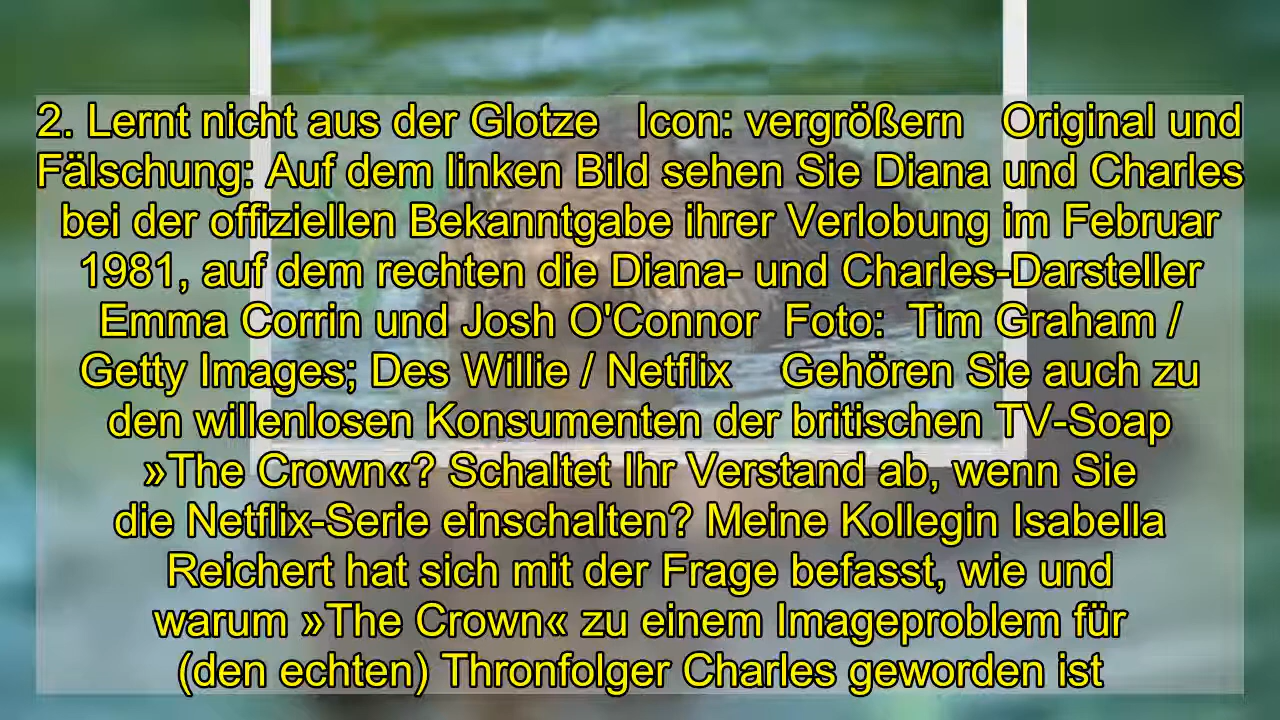 2. Lernt nicht aus der Glotze   Icon: vergrößern   Original und
Fälschung: Auf dem linken Bild sehen Sie Diana und Charles
bei der offiziellen Bekanntgabe ihrer Verlobung im Februar
1981, auf dem rechten die Diana- und Charles-Darsteller
Emma Corrin und Josh O'Connor  Foto:  Tim Graham /
Getty Images; Des Willie / Netflix    Gehören Sie auch zu
den willenlosen Konsumenten der britischen TV-Soap
»The Crown«? Schaltet Ihr Verstand ab, wenn Sie
die Netflix-Serie einschalten? Meine Kollegin Isabella
Reichert hat sich mit der Frage befasst, wie und
warum »The Crown« zu einem Imageproblem für
(den echten) Thronfolger Charles geworden ist